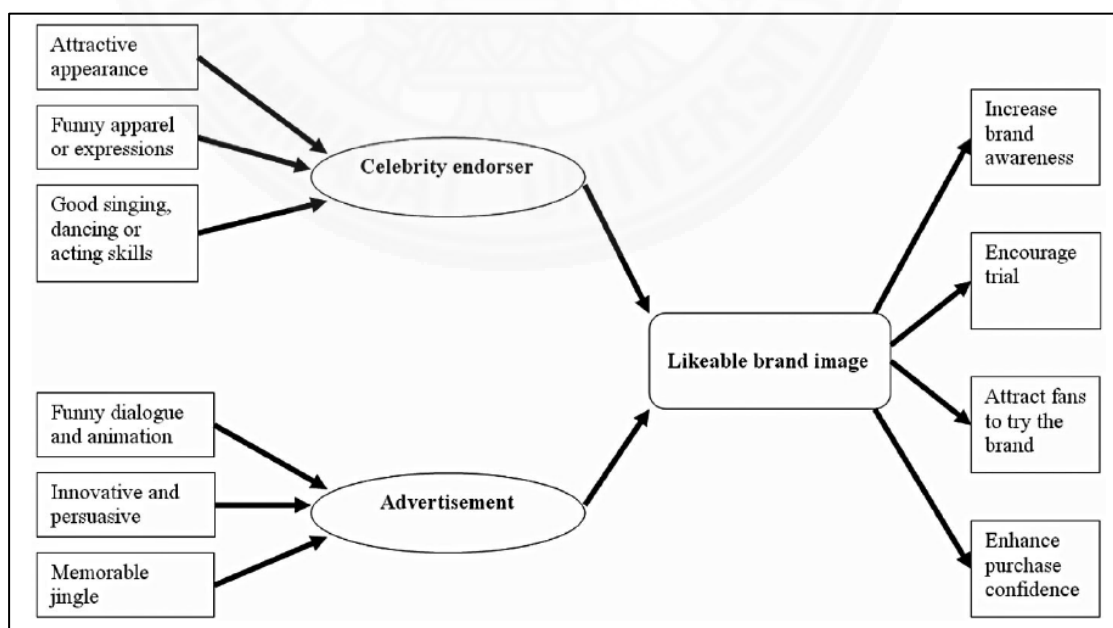 Attractive
appearance
Funny apparel
or expressions
Good singing,
dancing or
acting skills
Celebrity endorser
Funny dialogue
and animation
Innovative and
persuasive
Memorable
jingle
Advertisement
Likeable brand image
Increase
brand
awareness
Encourage
trial
Attract fans
to try the
brand
Enhance
purchase
confidence
UNIVERSITY